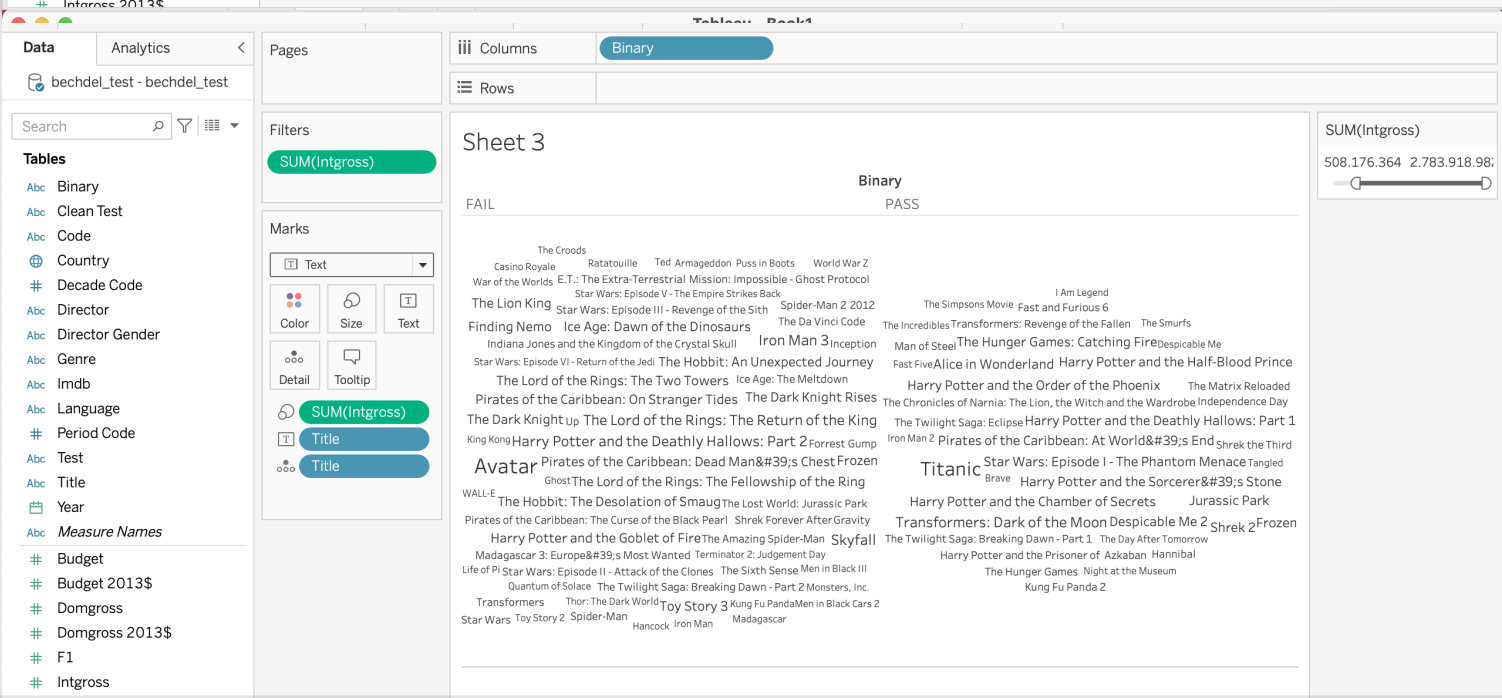 Intgross 2013$
Tableau - Book1
Data
Analytics
bechdel_test - bechdel_test
Search
Tables
Abc Binary
Abc Clean Test
Abc Code
Country
# Decade Code
Abc Director
Abc Director Gender
Abc Genre
Abc Imdb
Abc Language
# Period Code
Abc Test
Abc Title
Year
Abc Measure Names
# Budget
# Budget 2013$
# Domgross
# Domgross 2013$
# F1
# Intgross
Pages
Filters
SUM(Intgross)
Marks
T Text
Color Size Text
Detail Tooltip
SUM(Intgross)
T Title
Title
Columns Binary
Rows
Sheet 3
Binary
FAIL PASS
The Croods
Casino Royale Ratatouille Ted Armageddon Puss in Boots World War Z
War of the Worlds E.T.: The Extra-Terrestrial Mission: Impossible - Ghost Protocol
Star Wars: Episode V - The Empire Strikes Back
The Lion King Star Wars: Episode III - Revenge of the Sith Spider-Man 2 2012
Finding Nemo Ice Age: Dawn of the Dinosaurs The Da Vinci Code
Indiana Jones and the Kingdom of the Crystal Skull Iron Man 3 Inception
Star Wars: Episode VI - Return of the Jedi The Hobbit: An Unexpected Journey
The Lord of the Rings: The Two Towers Ice Age: The Meltdown
Pirates of the Caribbean: On Stranger Tides The Dark Knight Rises
The Dark Knight Up The Lord of the Rings: The Return of the King
King Kong Harry Potter and the Deathly Hallows: Part 2 Forrest Gump
Avatar Pirates of the Caribbean: Dead Man&#39;s Chest Frozen
Ghost The Lord of the Rings: The Fellowship of the Ring
WALL-E The Hobbit: The Desolation of Smaug The Lost World: Jurassic Park
Pirates of the Caribbean: The Curse of the Black Pearl Shrek Forever After Gravity
Harry Potter and the Goblet of Fire The Amazing Spider-Man Skyfall
Madagascar 3: Europe&#39;s Most Wanted Terminator 2: Judgement Day
Life of Pi Star Wars: Episode II - Attack of the Clones The Sixth Sense Men in Black III
Quantum of Solace The Twilight Saga: Breaking Dawn - Part 2 Monsters, Inc.
Transformers Thor: The Dark World Toy Story 3 Kung Fu Panda Men in Black Cars 2
Star Wars Toy Story 2 Spider-Man Hancock Iron Man Madagascar
I Am Legend
The Simpsons Movie Fast and Furious 6
The Incredibles Transformers: Revenge of the Fallen The Smurfs
Man of Steel The Hunger Games: Catching Fire Despicable Me
Fast Five Alice in Wonderland Harry Potter and the Half-Blood Prince
Harry Potter and the Order of the Phoenix The Matrix Reloaded
The Chronicles of Narnia: The Lion, the Witch and the Wardrobe Independence Day
The Twilight Saga: Eclipse Harry Potter and the Deathly Hallows: Part 1
Iron Man 2 Pirates of the Caribbean: At World&#39;s End Shrek the Third
Titanic Star Wars: Episode I - The Phantom Menace Tangled
Brave Harry Potter and the Sorcerer&#39;s Stone
Harry Potter and the Chamber of Secrets Jurassic Park
Transformers: Dark of the Moon Despicable Me 2 Shrek 2 Frozen
The Twilight Saga: Breaking Dawn - Part 1 The Day After Tomorrow
Harry Potter and the Prisoner of Azkaban Hannibal
The Hunger Games Night at the Museum
Kung Fu Panda 2
SUM(Intgross)
508.176.364 2.783.918.982